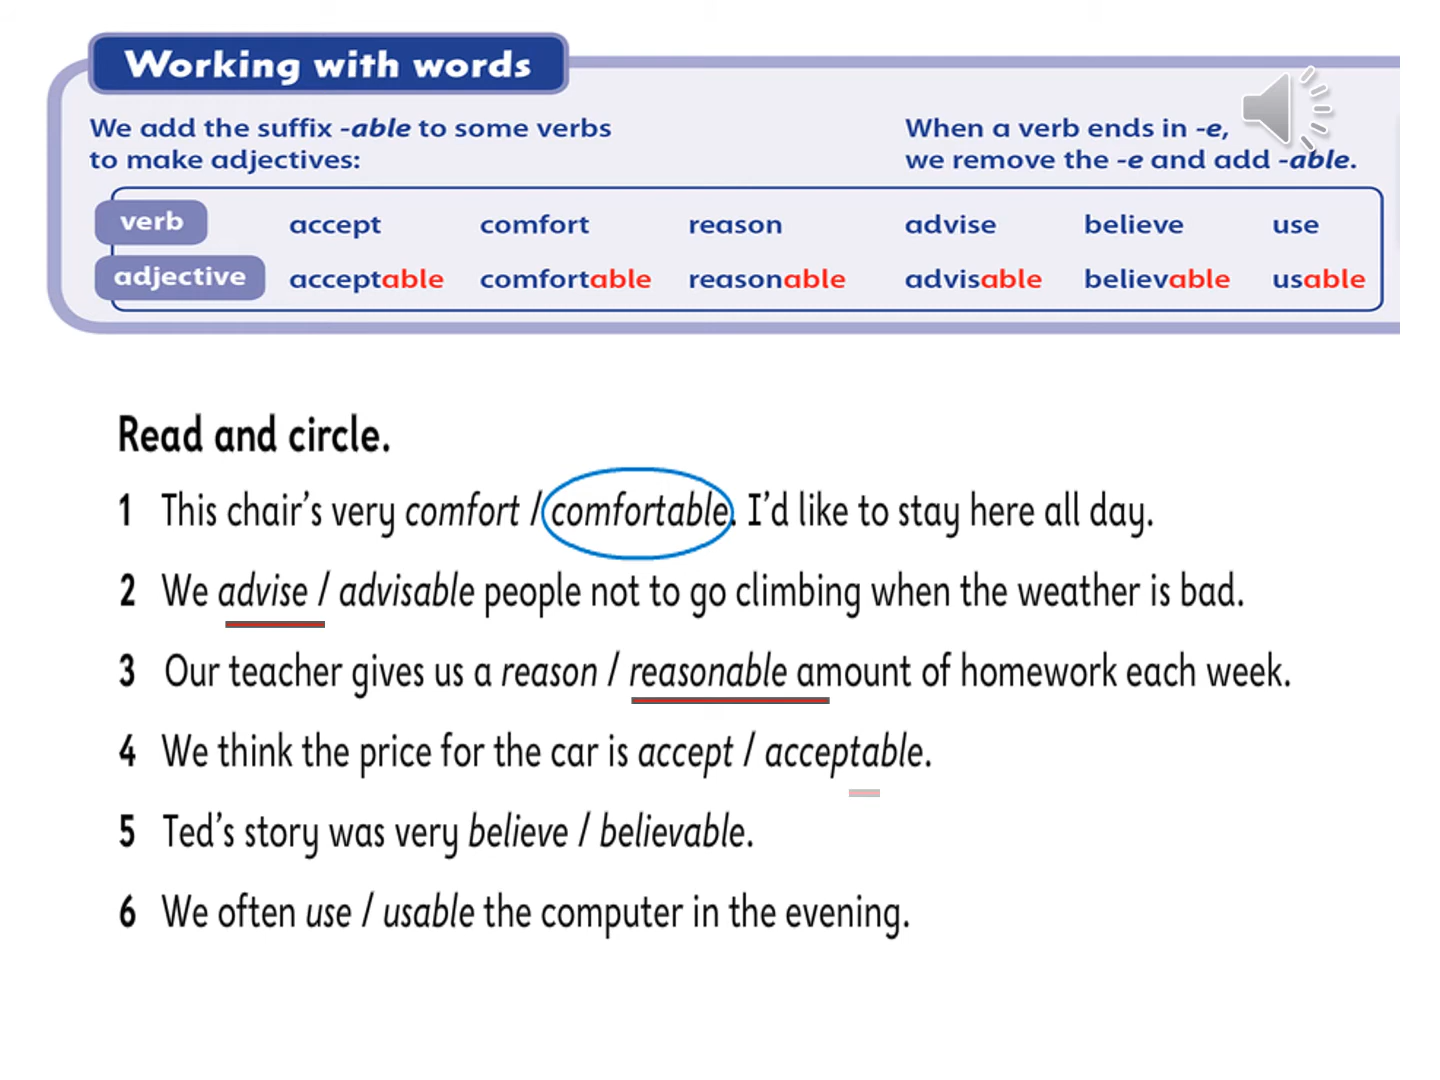 Working with words
We add the suffix -able to some verbs
to make adjectives:
When a verb ends in -e,
we remove the -e and add -able.
verb accept comfort reason advise believe use
adjective acceptable comfortable reasonable advisable believable usable
Read and circle.
1 This chair's very comfort / comfortable. I'd like to stay here all day.
2 We advise / advisable people not to go climbing when the weather is bad.
3 Our teacher gives us a reason / reasonable amount of homework each week.
4 We think the price for the car is accept / acceptable.
5 Ted's story was very believe / believable.
6 We often use / usable the computer in the evening.